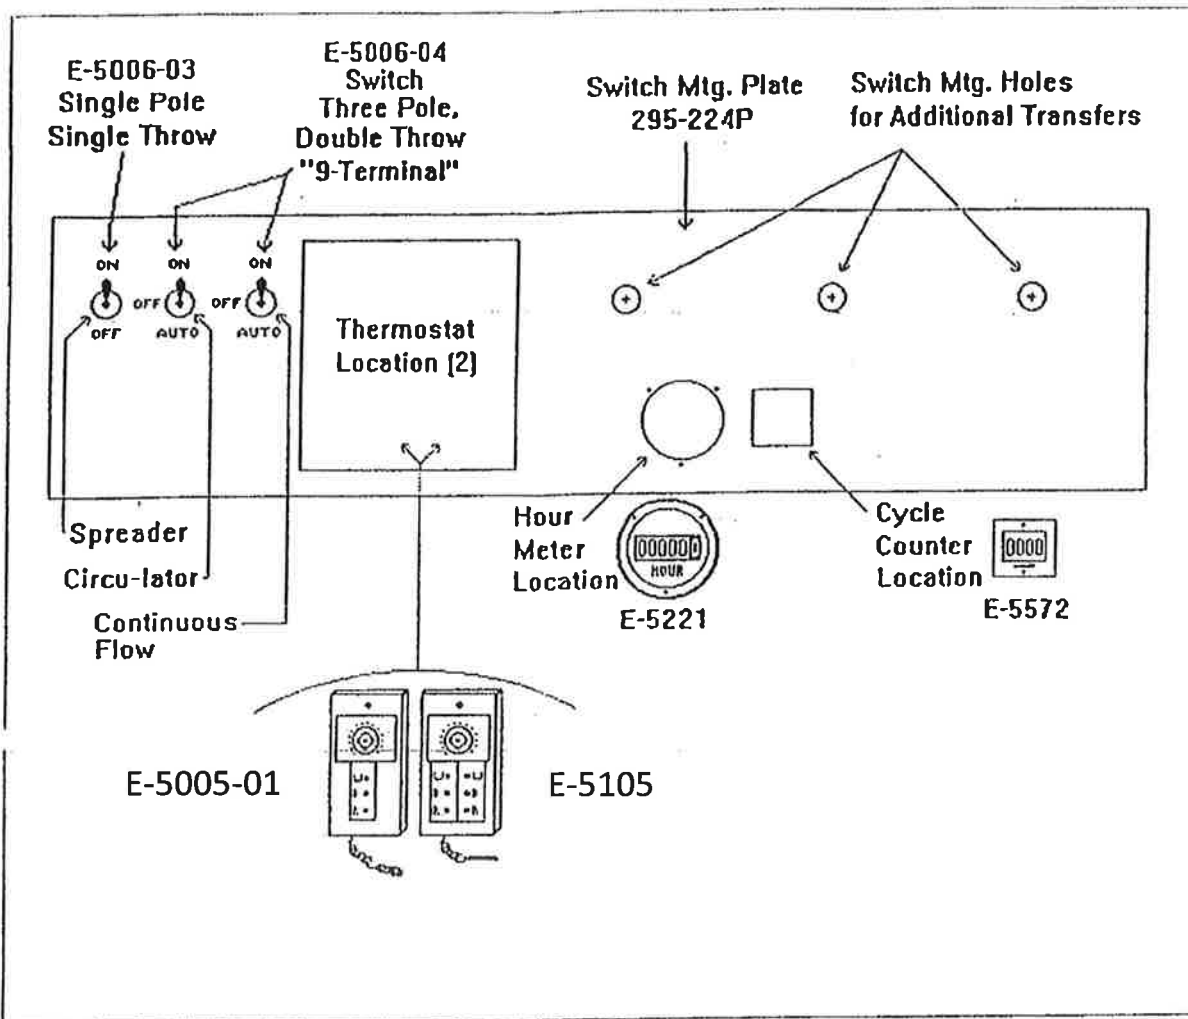 E-5006-03
Single Pole
Single Throw
E-5006-04
Switch
Three Pole,
Double Throw
"9-Terminal"
Switch Mtg. Plate
295-224P
Switch Mtg. Holes
for Additional Transfers
ON
ON
ON
OFF
OFF
OFF
AUTO
AUTO
Thermostat
Location (2)
Spreader
Circu-lator
Continuous
Flow
Hour
Meter
Location
00000
HOUR
E-5221
Cycle
Counter
Location
0000
E-5572
E-5005-01
E-5105